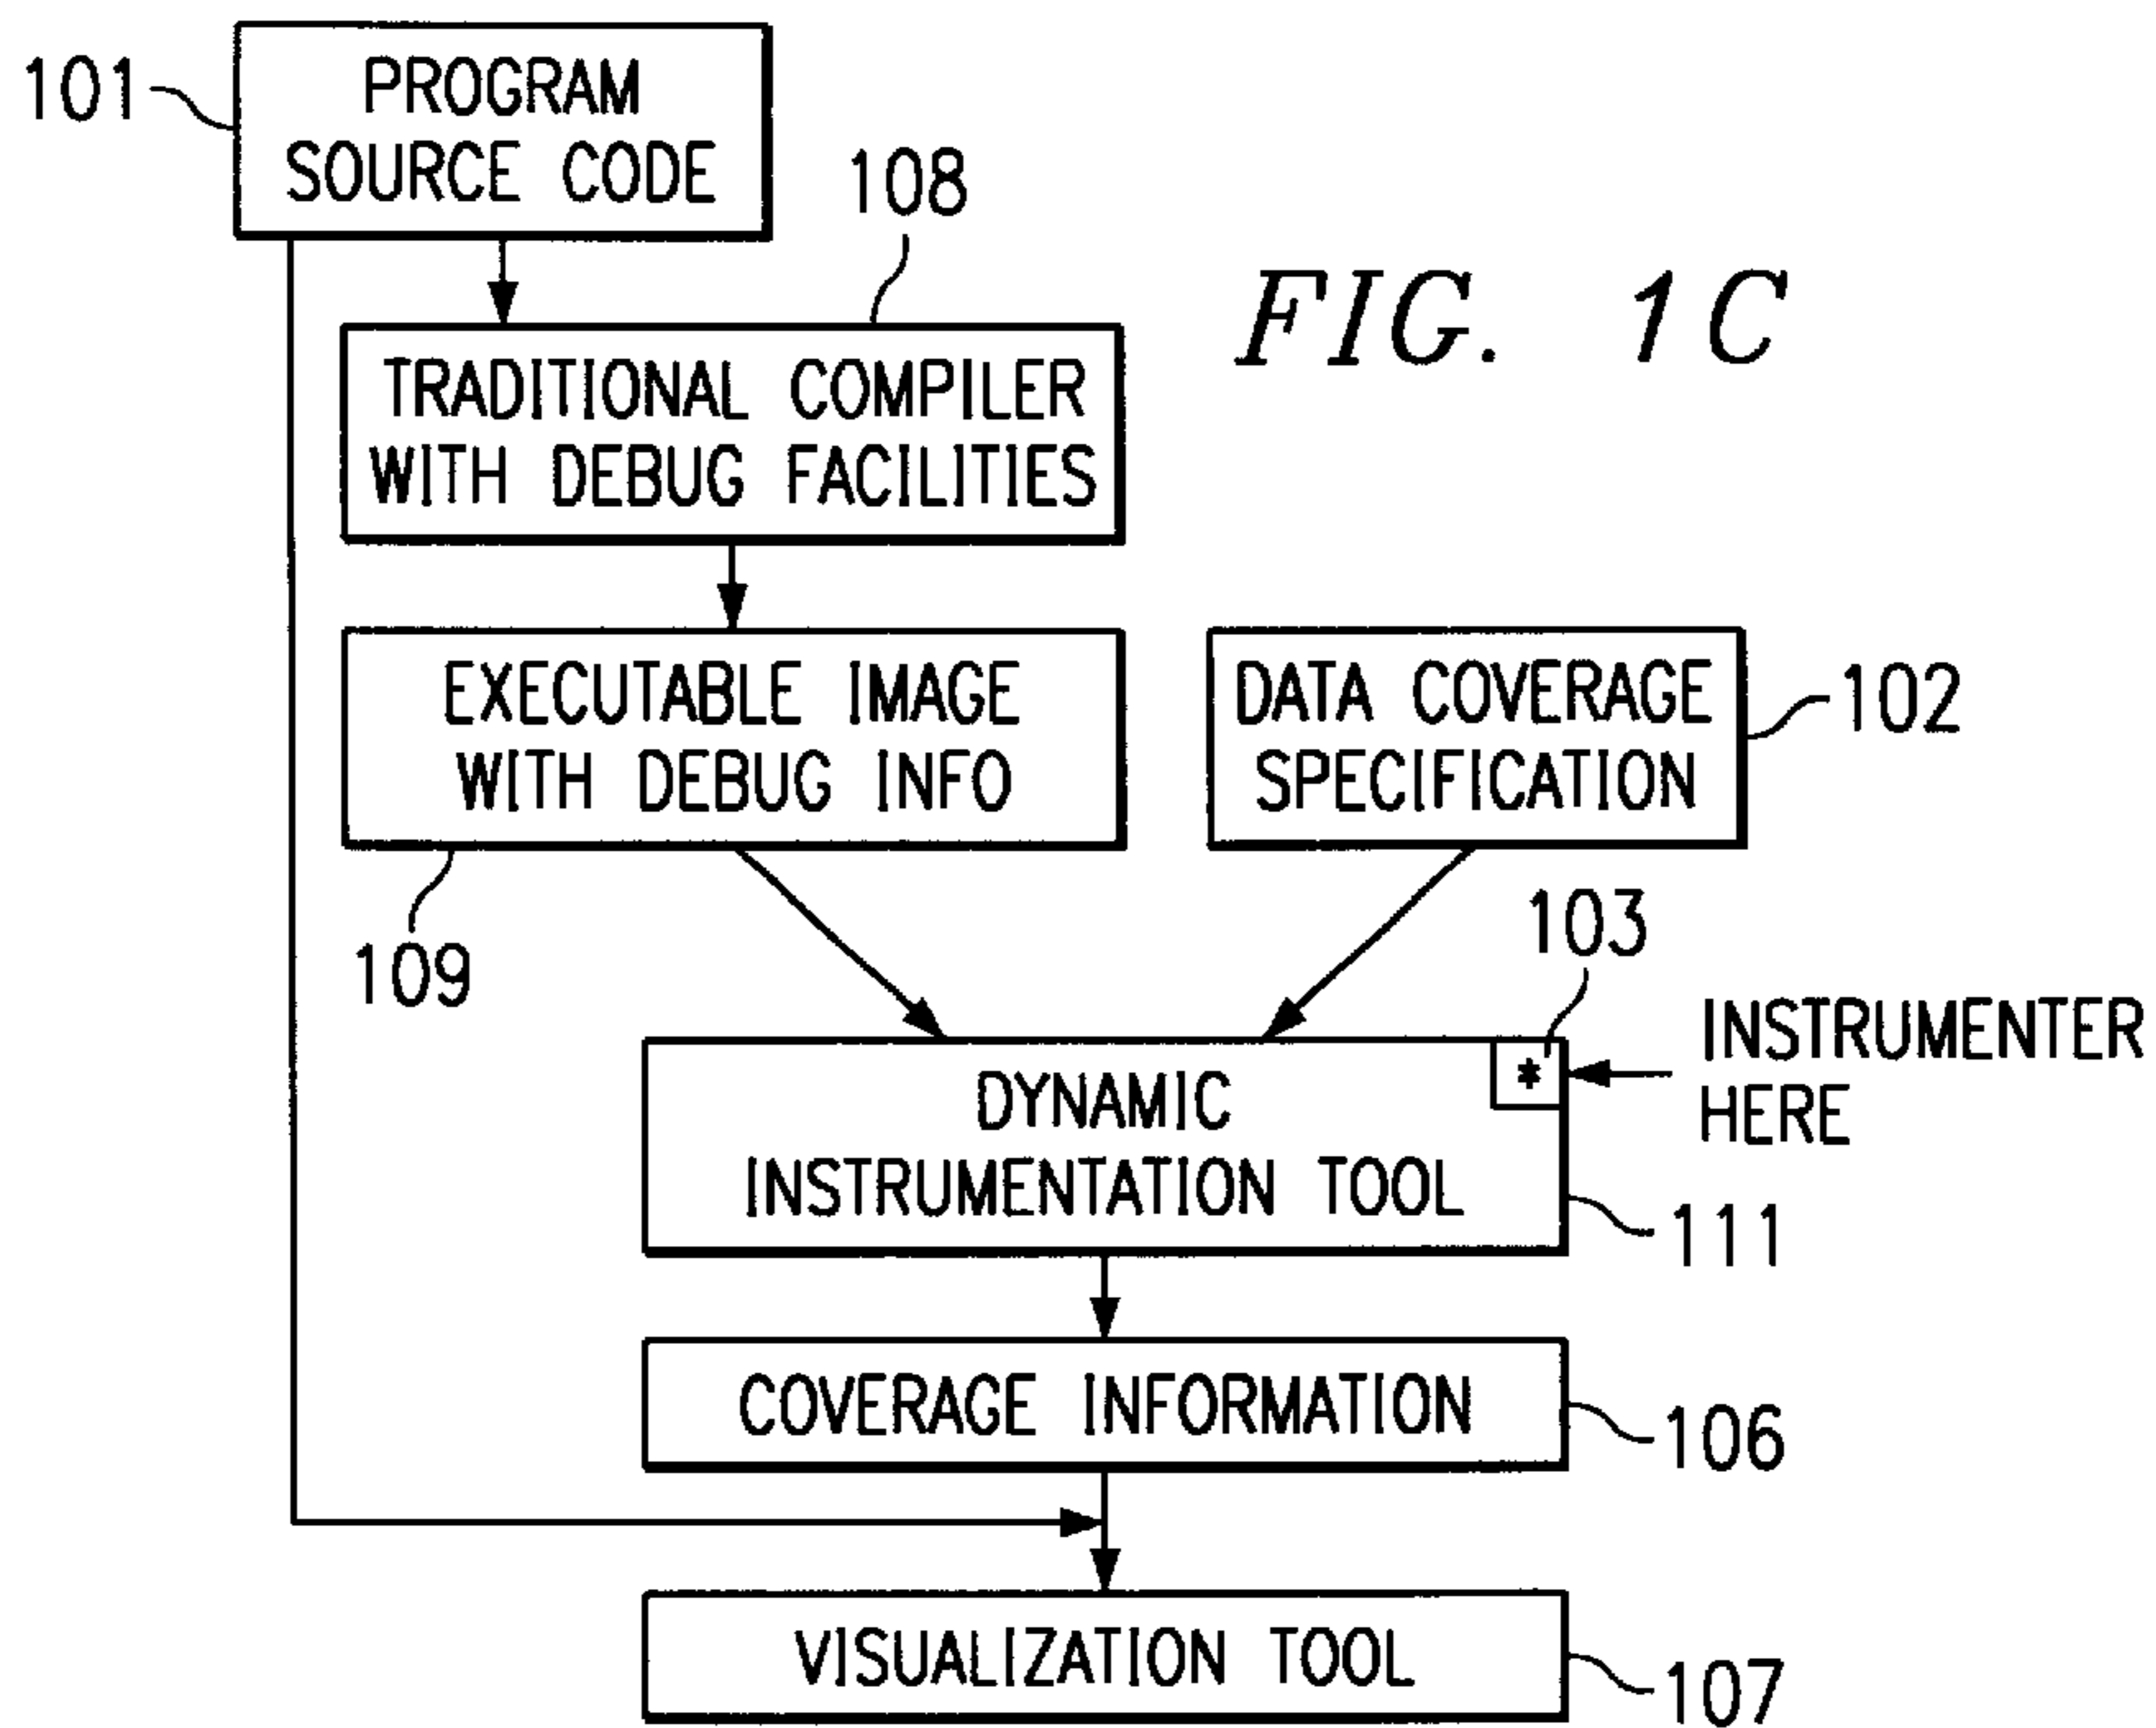 101
PROGRAM
SOURCE CODE
108
FIG. 1C
TRADITIONAL COMPILER
WITH DEBUG FACILITIES
EXECUTABLE IMAGE
WITH DEBUG INFO
DATA COVERAGE
SPECIFICATION
102
109
103
*
INSTRUMENTER
HERE
DYNAMIC
INSTRUMENTATION TOOL
111
COVERAGE INFORMATION
106
VISUALIZATION TOOL
107